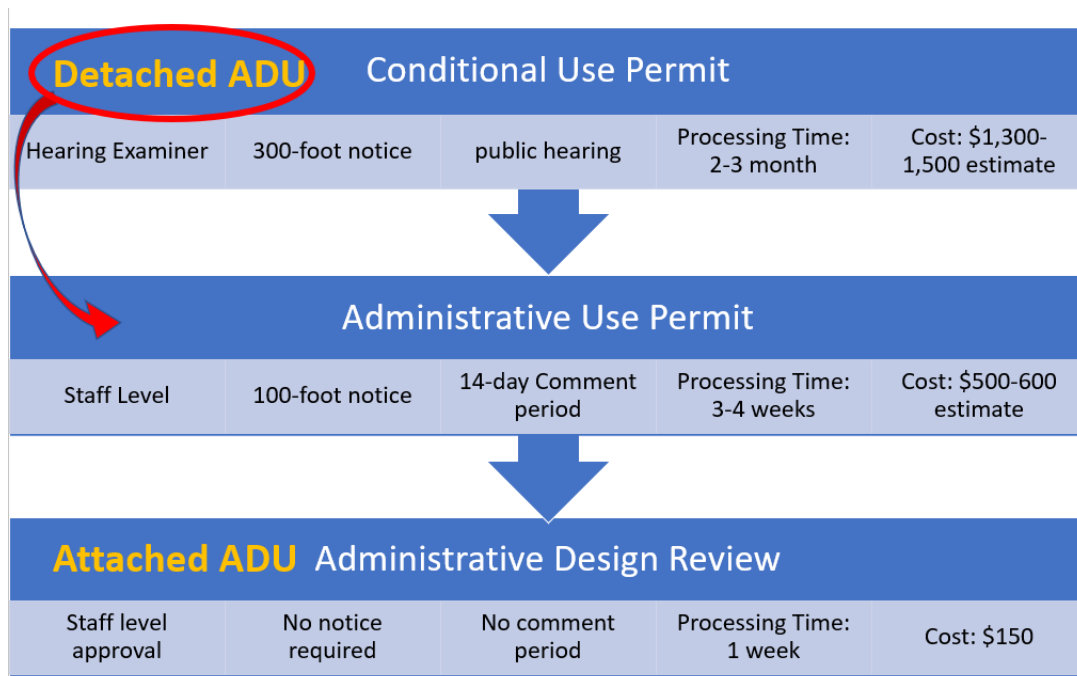 Detached ADU Conditional Use Permit
Hearing Examiner
300-foot notice
public hearing
Processing Time:
2-3 month
Cost: $1,300-
1,500 estimate
Administrative Use Permit
Staff Level
100-foot notice
14-day Comment
period
Processing Time:
3-4 weeks
Cost: $500-600
estimate
Attached ADU Administrative Design Review
Staff level
approval
No notice
required
No comment
period
Processing Time:
1 week
Cost: $150